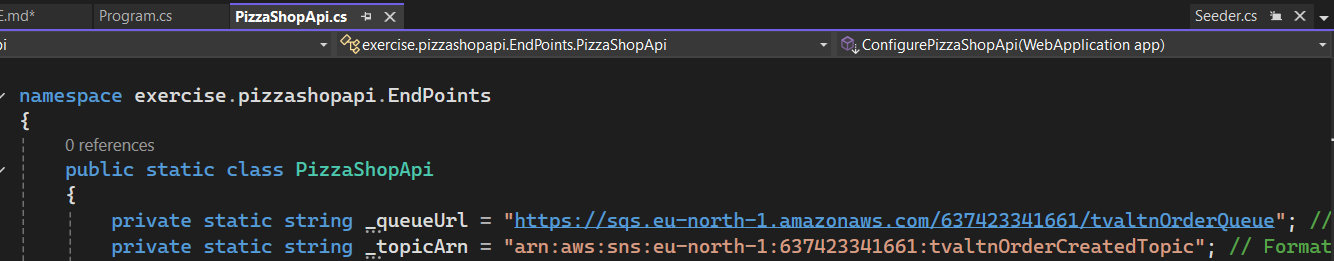 E.md*
Program.cs
PizzaShopApi.cs
Seeder.cs
exercise.pizzashopapi.EndPoints.PizzaShopApi
ConfigurePizzaShopApi(WebApplication app)
namespace exercise.pizzashopapi.EndPoints
{
0 references
public static class PizzaShopApi
{
private static string _queueUrl = "https://sqs.eu-north-1.amazonaws.com/637423341661/tvaltnOrderQueue"; //
private static string _topicArn = "arn:aws:sns:eu-north-1:637423341661:tvaltnOrderCreatedTopic"; // Format